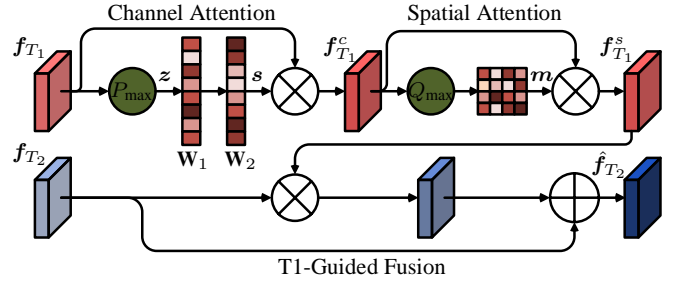 Channel Attention
Spatial Attention
f_{T_1}
P_max
z
s
f^c_{T_1}
Q_max
m
f^s_{T_1}
W_1
W_2
f_{T_2}
\hat{f}_{T_2}
T1-Guided Fusion